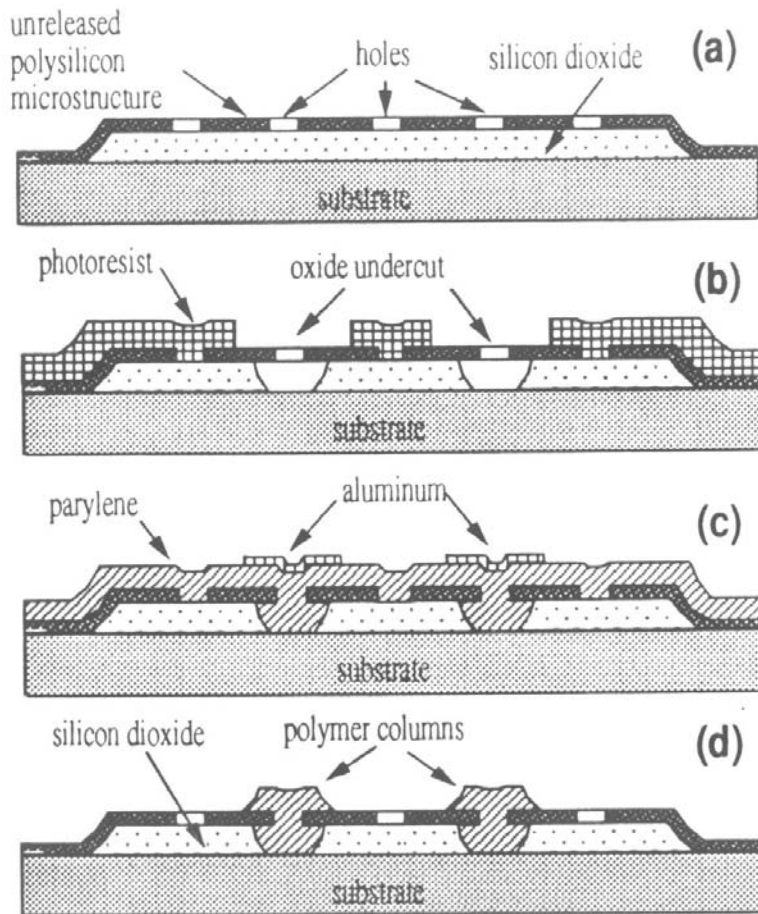 unreleased
polysilicon
microstructure
holes
silicon dioxide
(a)
substrate
photoresist
oxide undercut
(b)
substrate
parylene
aluminum
(c)
substrate
silicon dioxide
polymer columns
(d)
substrate